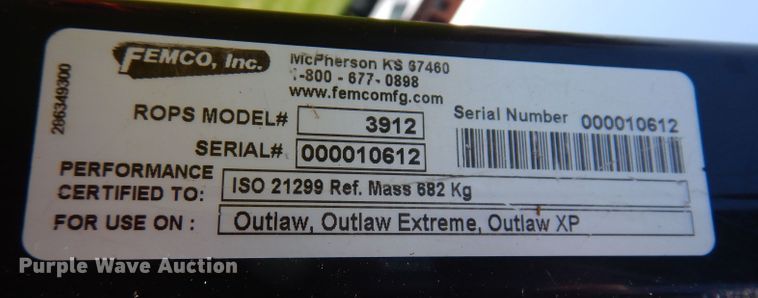 FEMCO, Inc.
McPherson KS 67460
1-800-677-0898
www.femcomfg.com
286349300
ROPS MODEL# 3912
Serial Number 000010612
SERIAL# 000010612
PERFORMANCE
CERTIFIED TO: ISO 21299 Ref. Mass 682 Kg
FOR USE ON : Outlaw, Outlaw Extreme, Outlaw XP
Purple Wave Auction